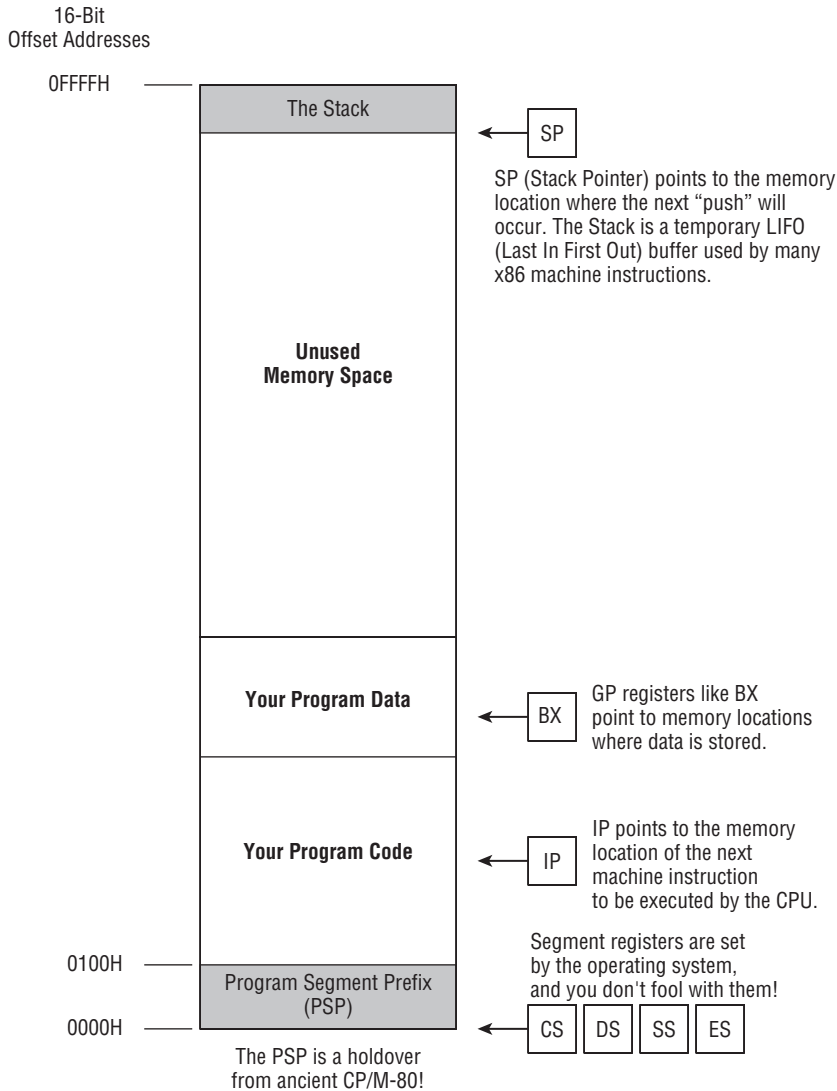 16-Bit
Offset Addresses
0FFFFH
The Stack
SP
SP (Stack Pointer) points to the memory
location where the next “push” will
occur. The Stack is a temporary LIFO
(Last In First Out) buffer used by many
x86 machine instructions.
Unused
Memory Space
Your Program Data
BX
GP registers like BX
point to memory locations
where data is stored.
Your Program Code
IP
IP points to the memory
location of the next
machine instruction
to be executed by the CPU.
Segment registers are set
by the operating system,
and you don't fool with them!
0100H
Program Segment Prefix
(PSP)
0000H
CS DS SS ES
The PSP is a holdover
from ancient CP/M-80!